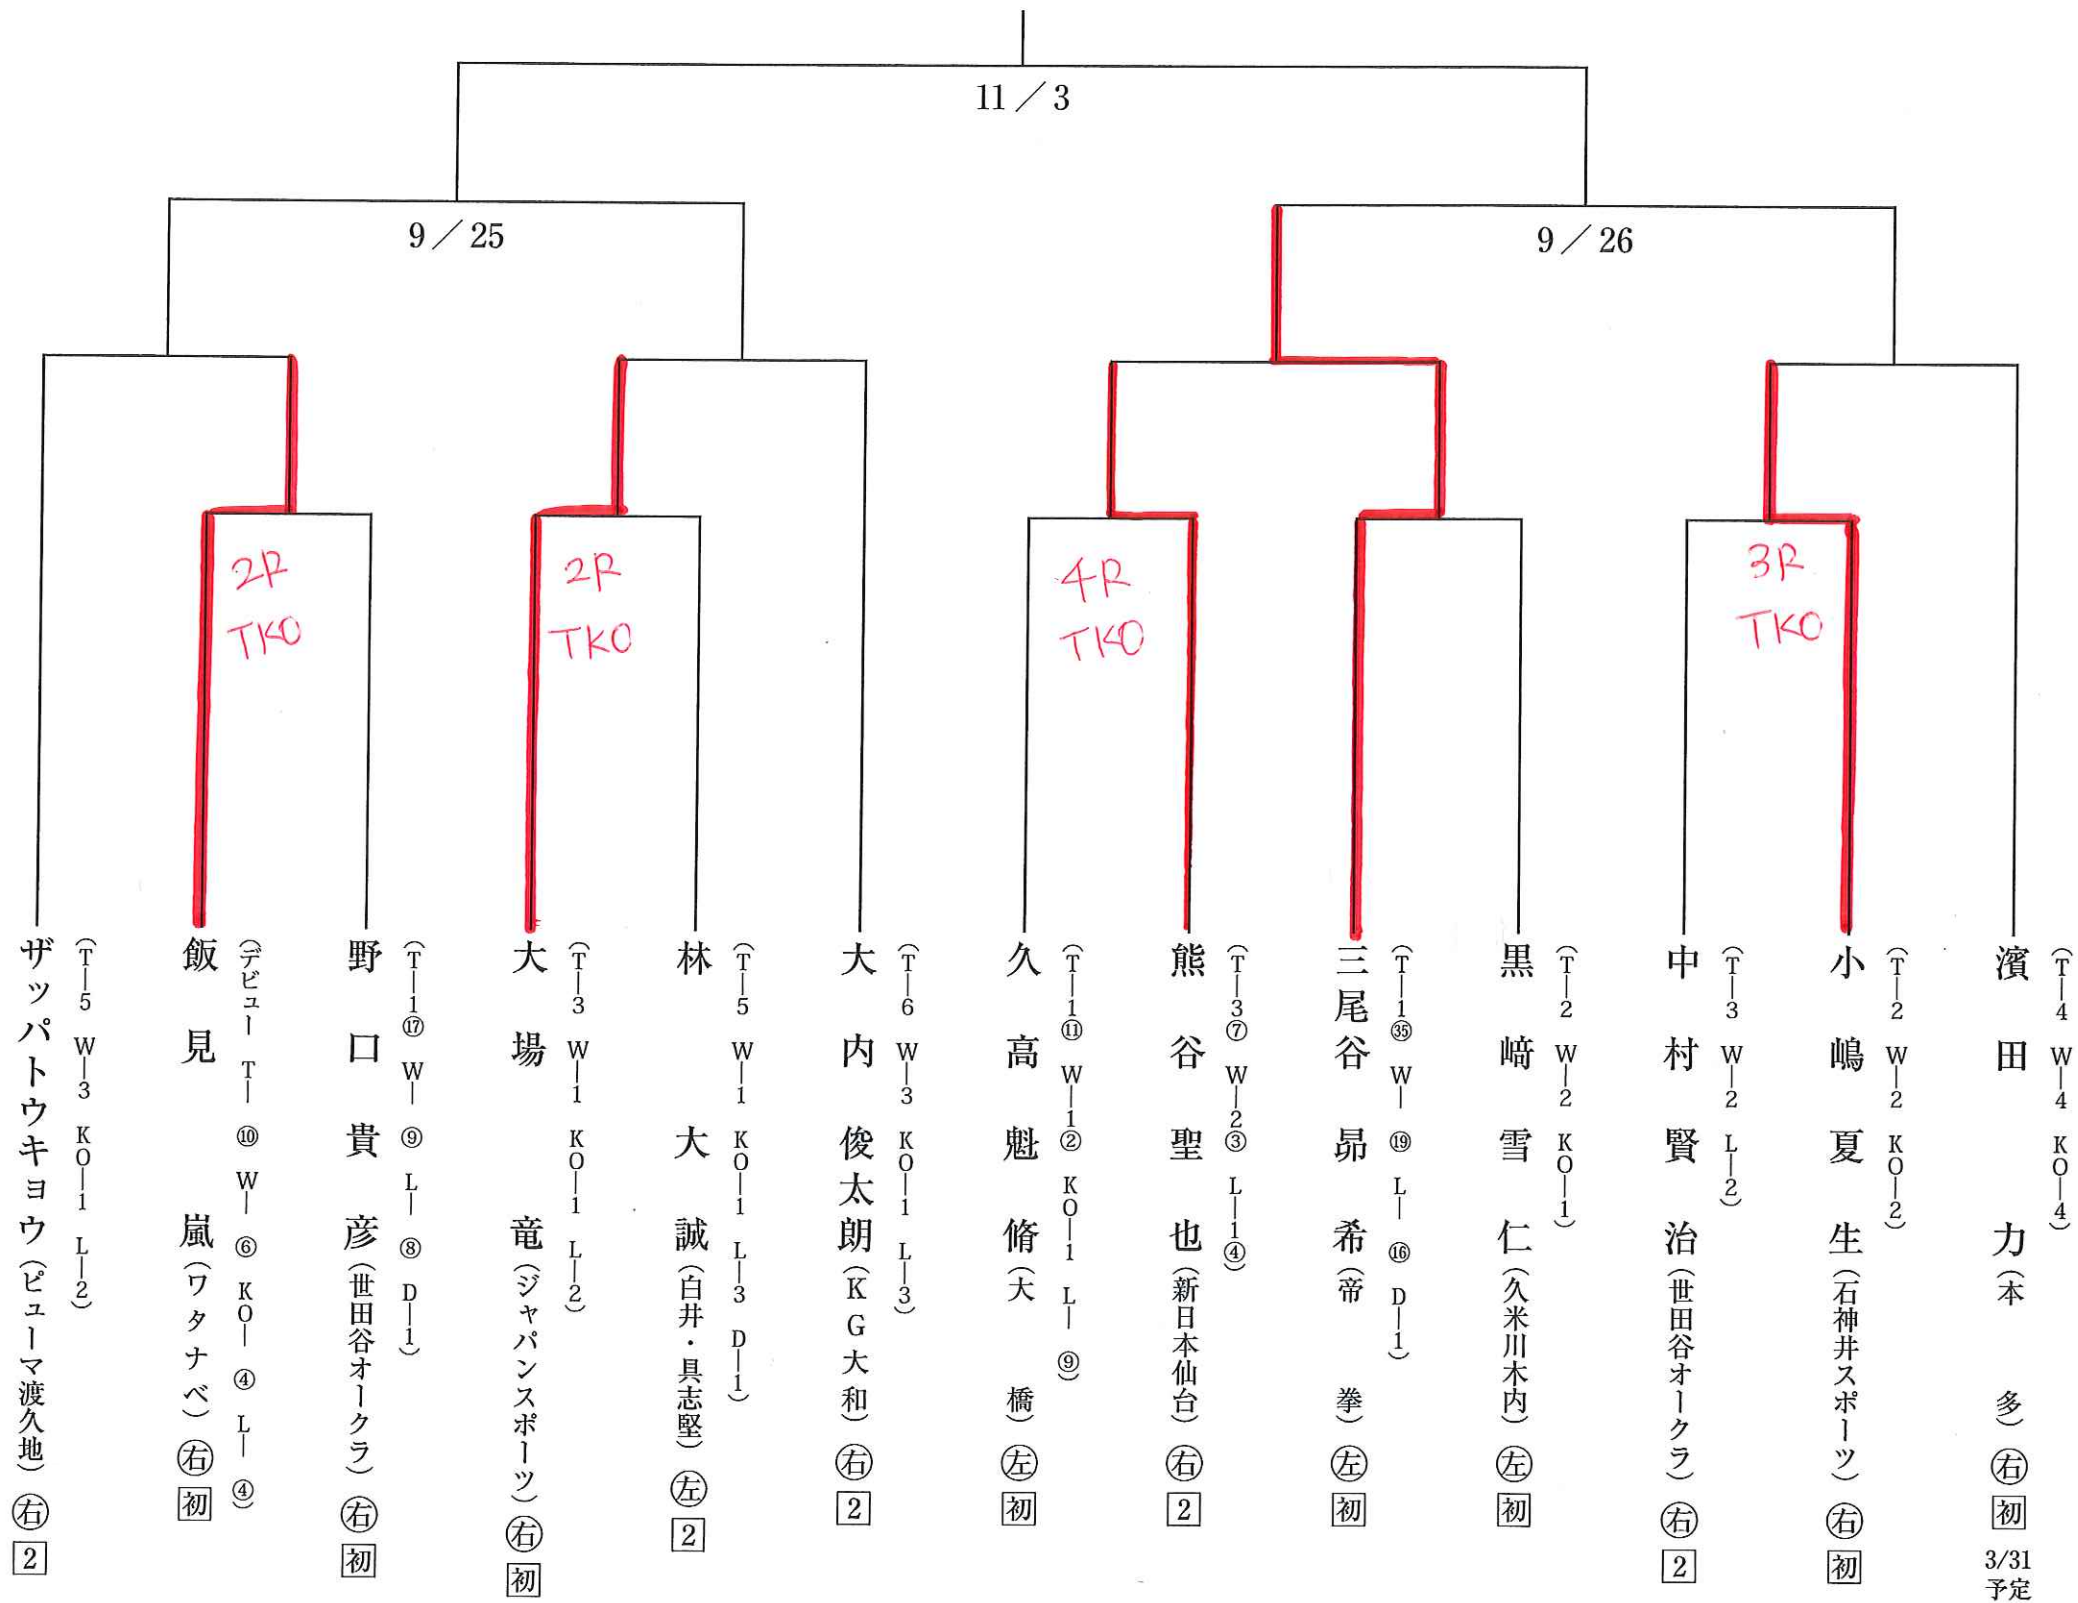 11／3
9／25
9／26
2R
TKO
2R
TKO
4R
TKO
3R
TKO
ザッパトウキョウ（ピューマ渡久地）㊨ 2
（T―5 W―3 KO―1 L―2）
飯見 嵐（ワタナベ）㊨ 初
（デビュー T―⑩ W―⑥ KO―④ L―④）
野口貴彦（世田谷オークラ）㊨ 初
（T―1⑰ W―⑨ L―⑧ D―1）
大場 竜（ジャパンスポーツ）㊨ 初
（T―3 W―1 KO―1 L―2）
林 大誠（白井・具志堅）㊧ 2
（T―5 W―1 KO―1 L―3 D―1）
大内俊太朗（KG大和）㊨ 2
（T―6 W―3 KO―1 L―3）
久高魁脩（大橋）㊧ 初
（T―1⑪ W―1② KO―1 L―⑨）
熊谷聖也（新日本仙台）㊨ 2
（T―3⑦ W―2③ L―1④）
三尾谷昴希（帝拳）㊧ 初
（T―1㉟ W―⑲ L―⑯ D―1）
黒﨑雪仁（久米川木内）㊧ 初
（T―2 W―2 KO―1）
中村賢治（世田谷オークラ）㊨ 2
（T―3 W―2 L―2）
小嶋夏生（石神井スポーツ）㊨ 初
（T―2 W―2 KO―2）
濱田 力（本多）㊨ 初
3/31
予定
（T―4 W―4 KO―4）